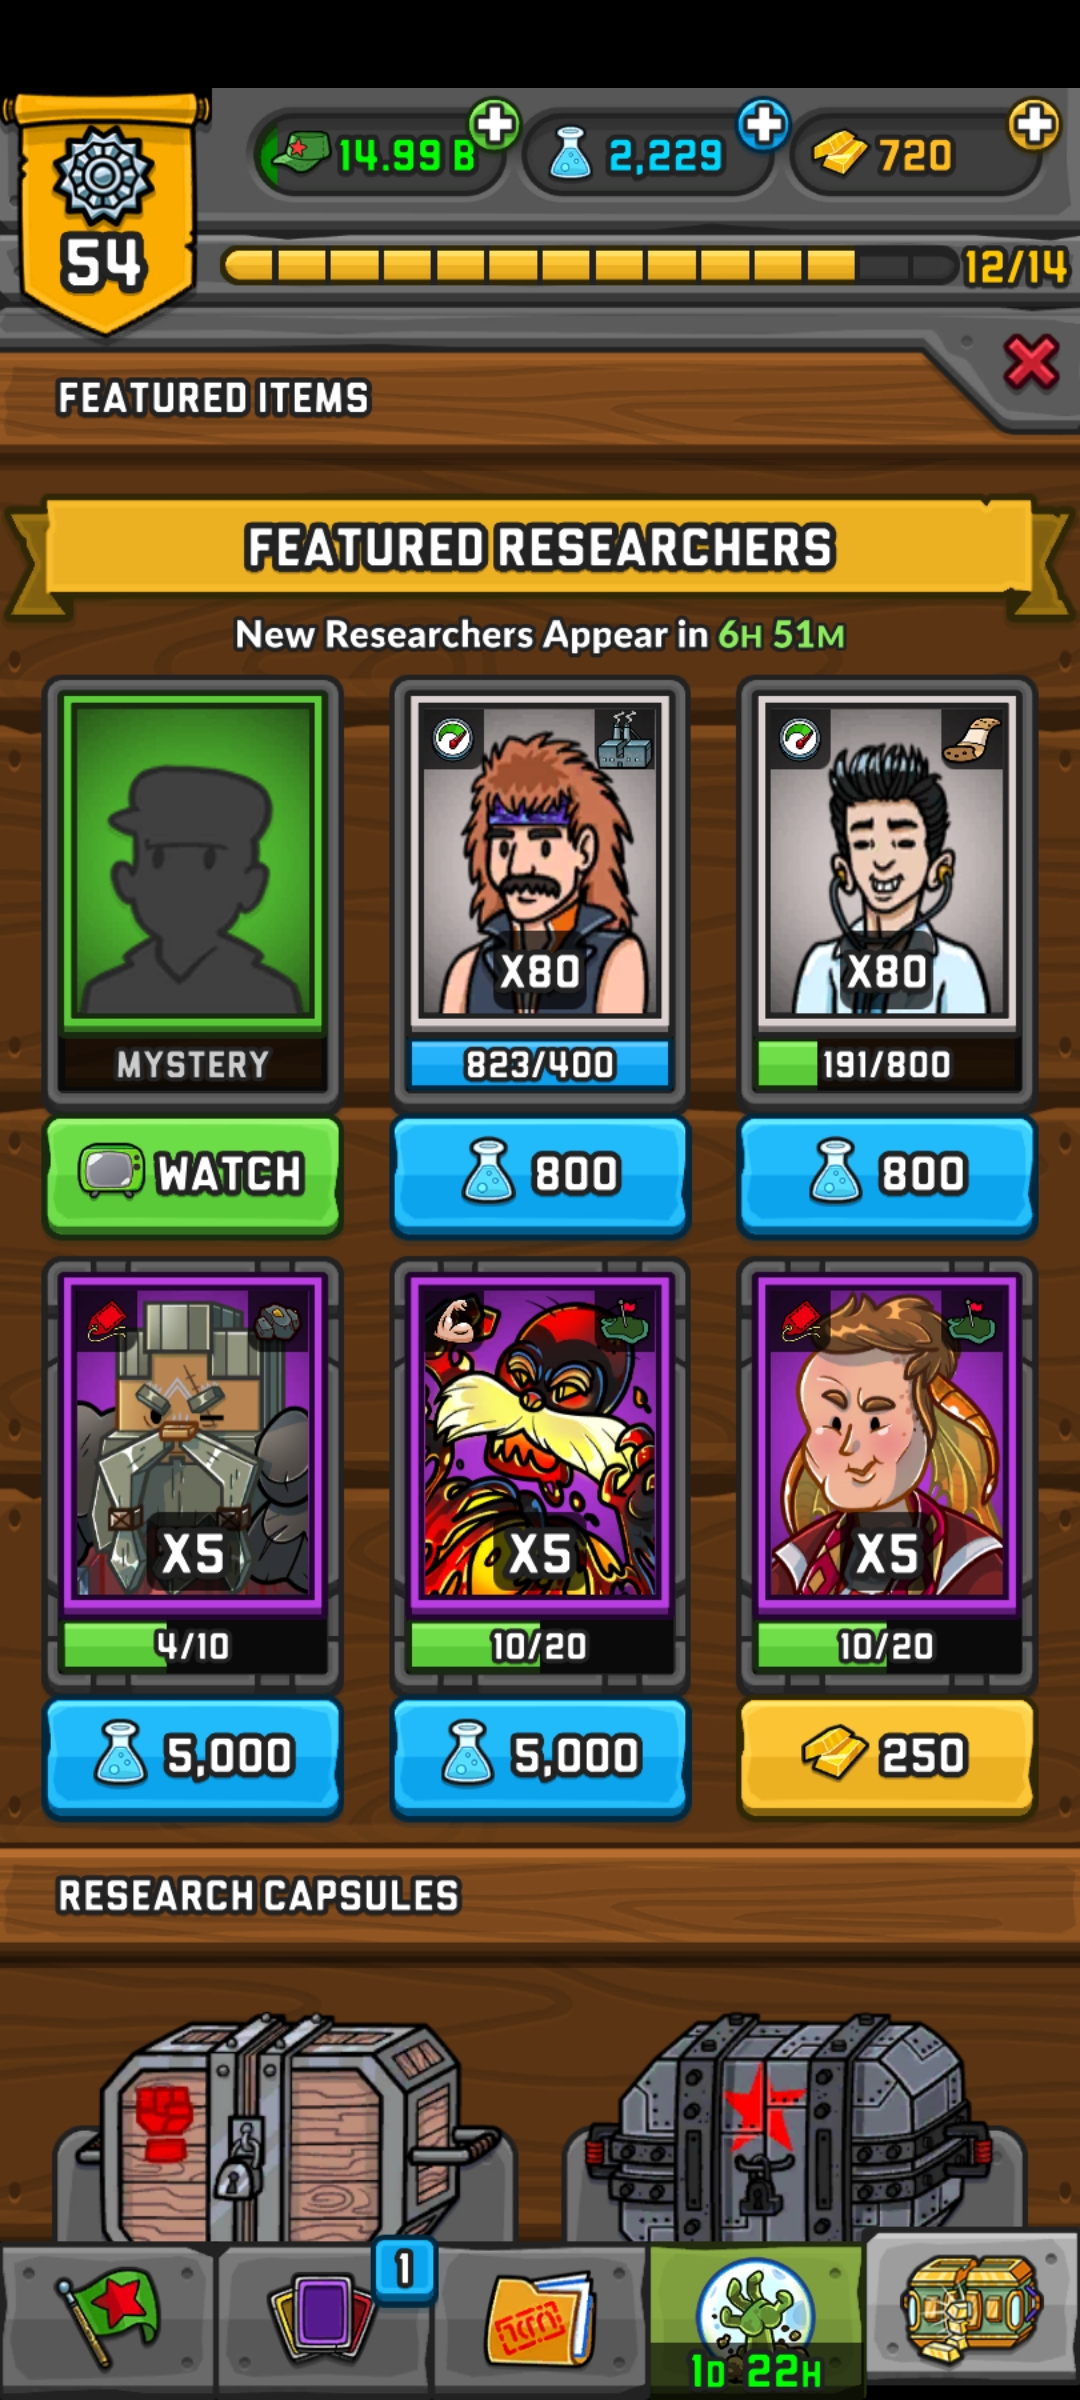 14.99 B
2,229
720
54
12/14
FEATURED ITEMS
FEATURED RESEARCHERS
New Researchers Appear in 6H 51M
X80
X80
MYSTERY
823/400
191/800
WATCH
800
800
X5
X5
X5
4/10
10/20
10/20
5,000
5,000
250
RESEARCH CAPSULES
1
1D 22H